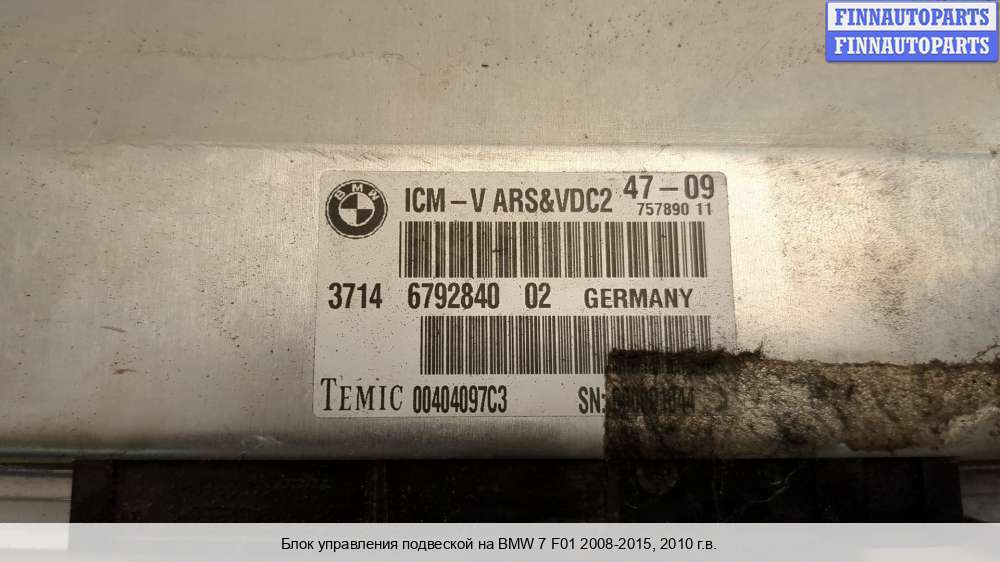 FINNAUTOPARTS
FINNAUTOPARTS
BMW
ICM-V ARS&VDC2 47-09
757890 11
3714 6792840 02 GERMANY
TEMIC 00404097C3 SN:
Блок управления подвеской на BMW 7 F01 2008-2015, 2010 г.в.